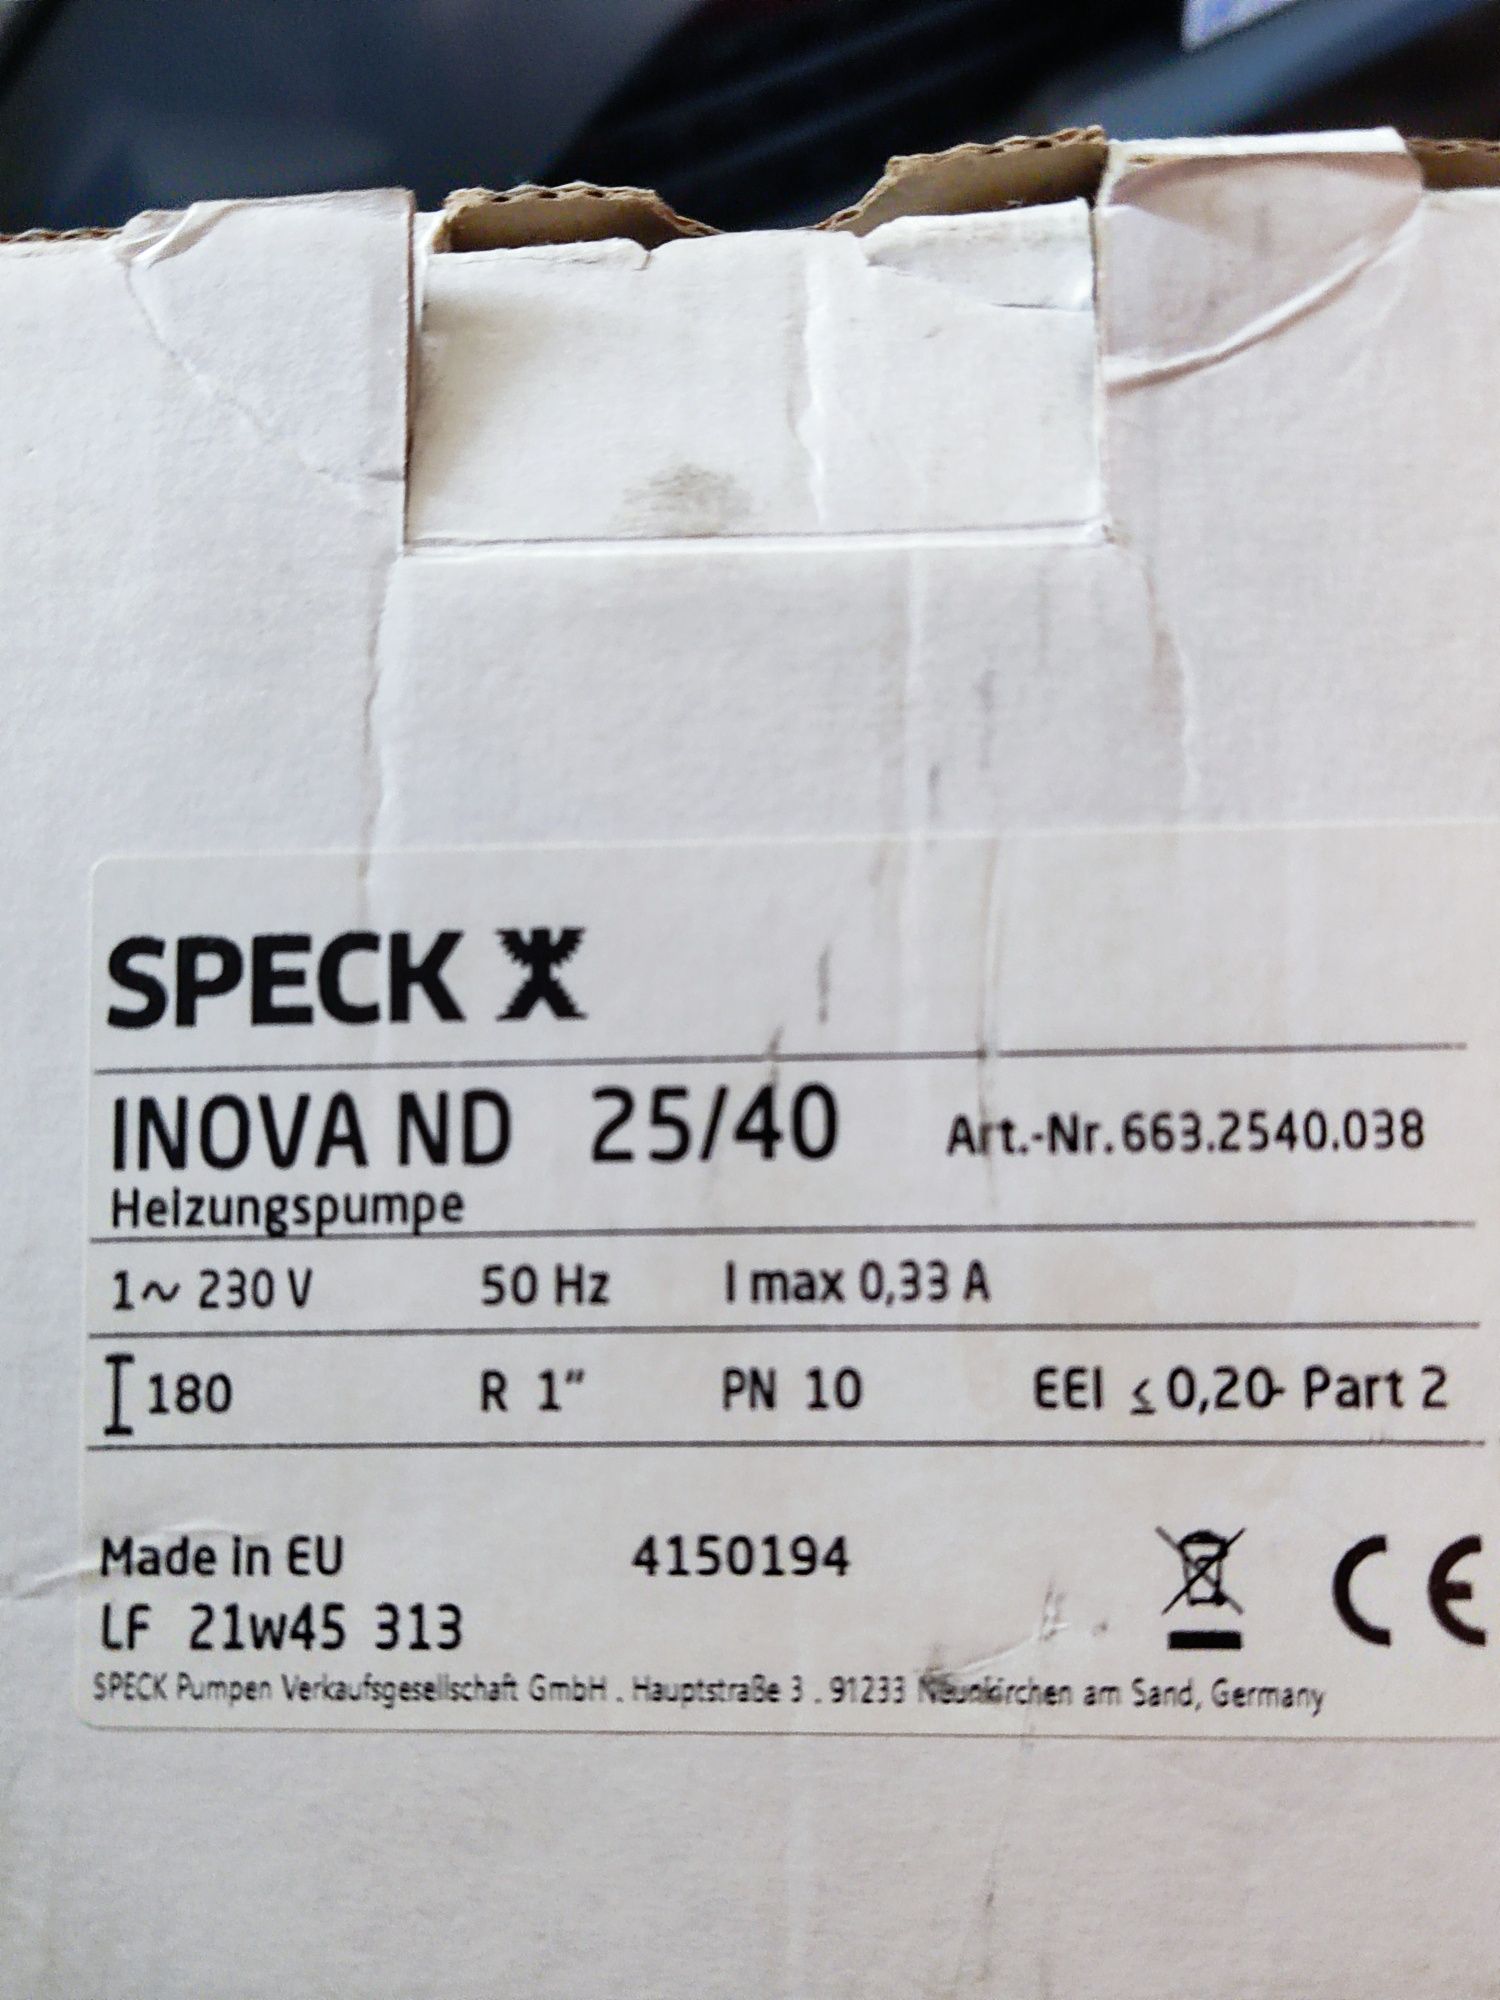 SPECK
INOVA ND 25/40 Art.-Nr. 663.2540.038
Heizungspumpe
1~ 230 V 50 Hz I max 0,33 A
180 R 1" PN 10 EEI ≤ 0,20- Part 2
Made in EU 4150194
LF 21w45 313
CE
SPECK Pumpen Verkaufsgesellschaft GmbH . Hauptstraße 3 . 91233 Neunkirchen am Sand, Germany